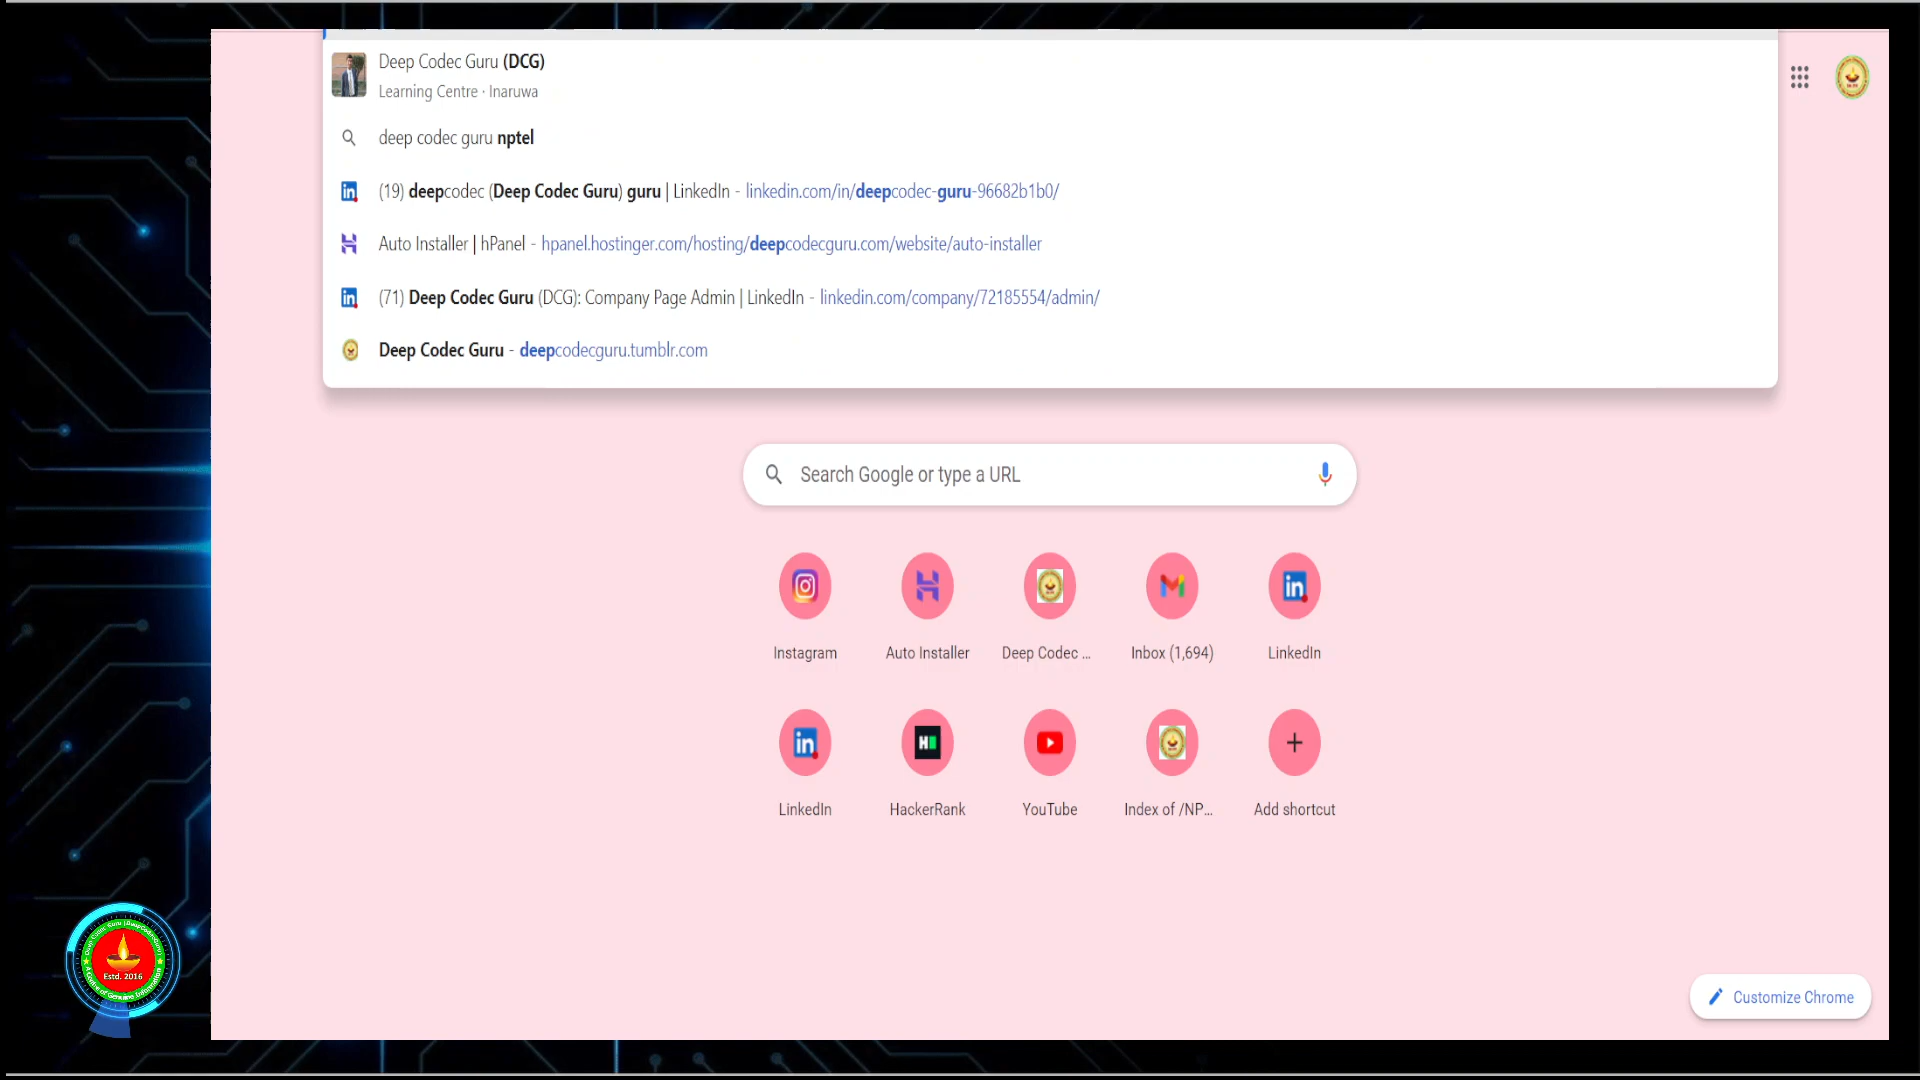 Deep Codec Guru (DCG)
Learning Centre · Inaruwa
deep codec guru nptel
(19) deepcodec (Deep Codec Guru) guru | LinkedIn - linkedin.com/in/deepcodec-guru-96682b1b0/
Auto Installer | hPanel - hpanel.hostinger.com/hosting/deepcodecguru.com/website/auto-installer
(71) Deep Codec Guru (DCG): Company Page Admin | LinkedIn - linkedin.com/company/72185554/admin/
Deep Codec Guru - deepcodecguru.tumblr.com
Search Google or type a URL
Instagram
Auto Installer
Deep Codec ...
Inbox (1,694)
LinkedIn
LinkedIn
HackerRank
YouTube
Index of /NP...
Add shortcut
Customize Chrome
Estd. 2016
A Centre of Genuine Information